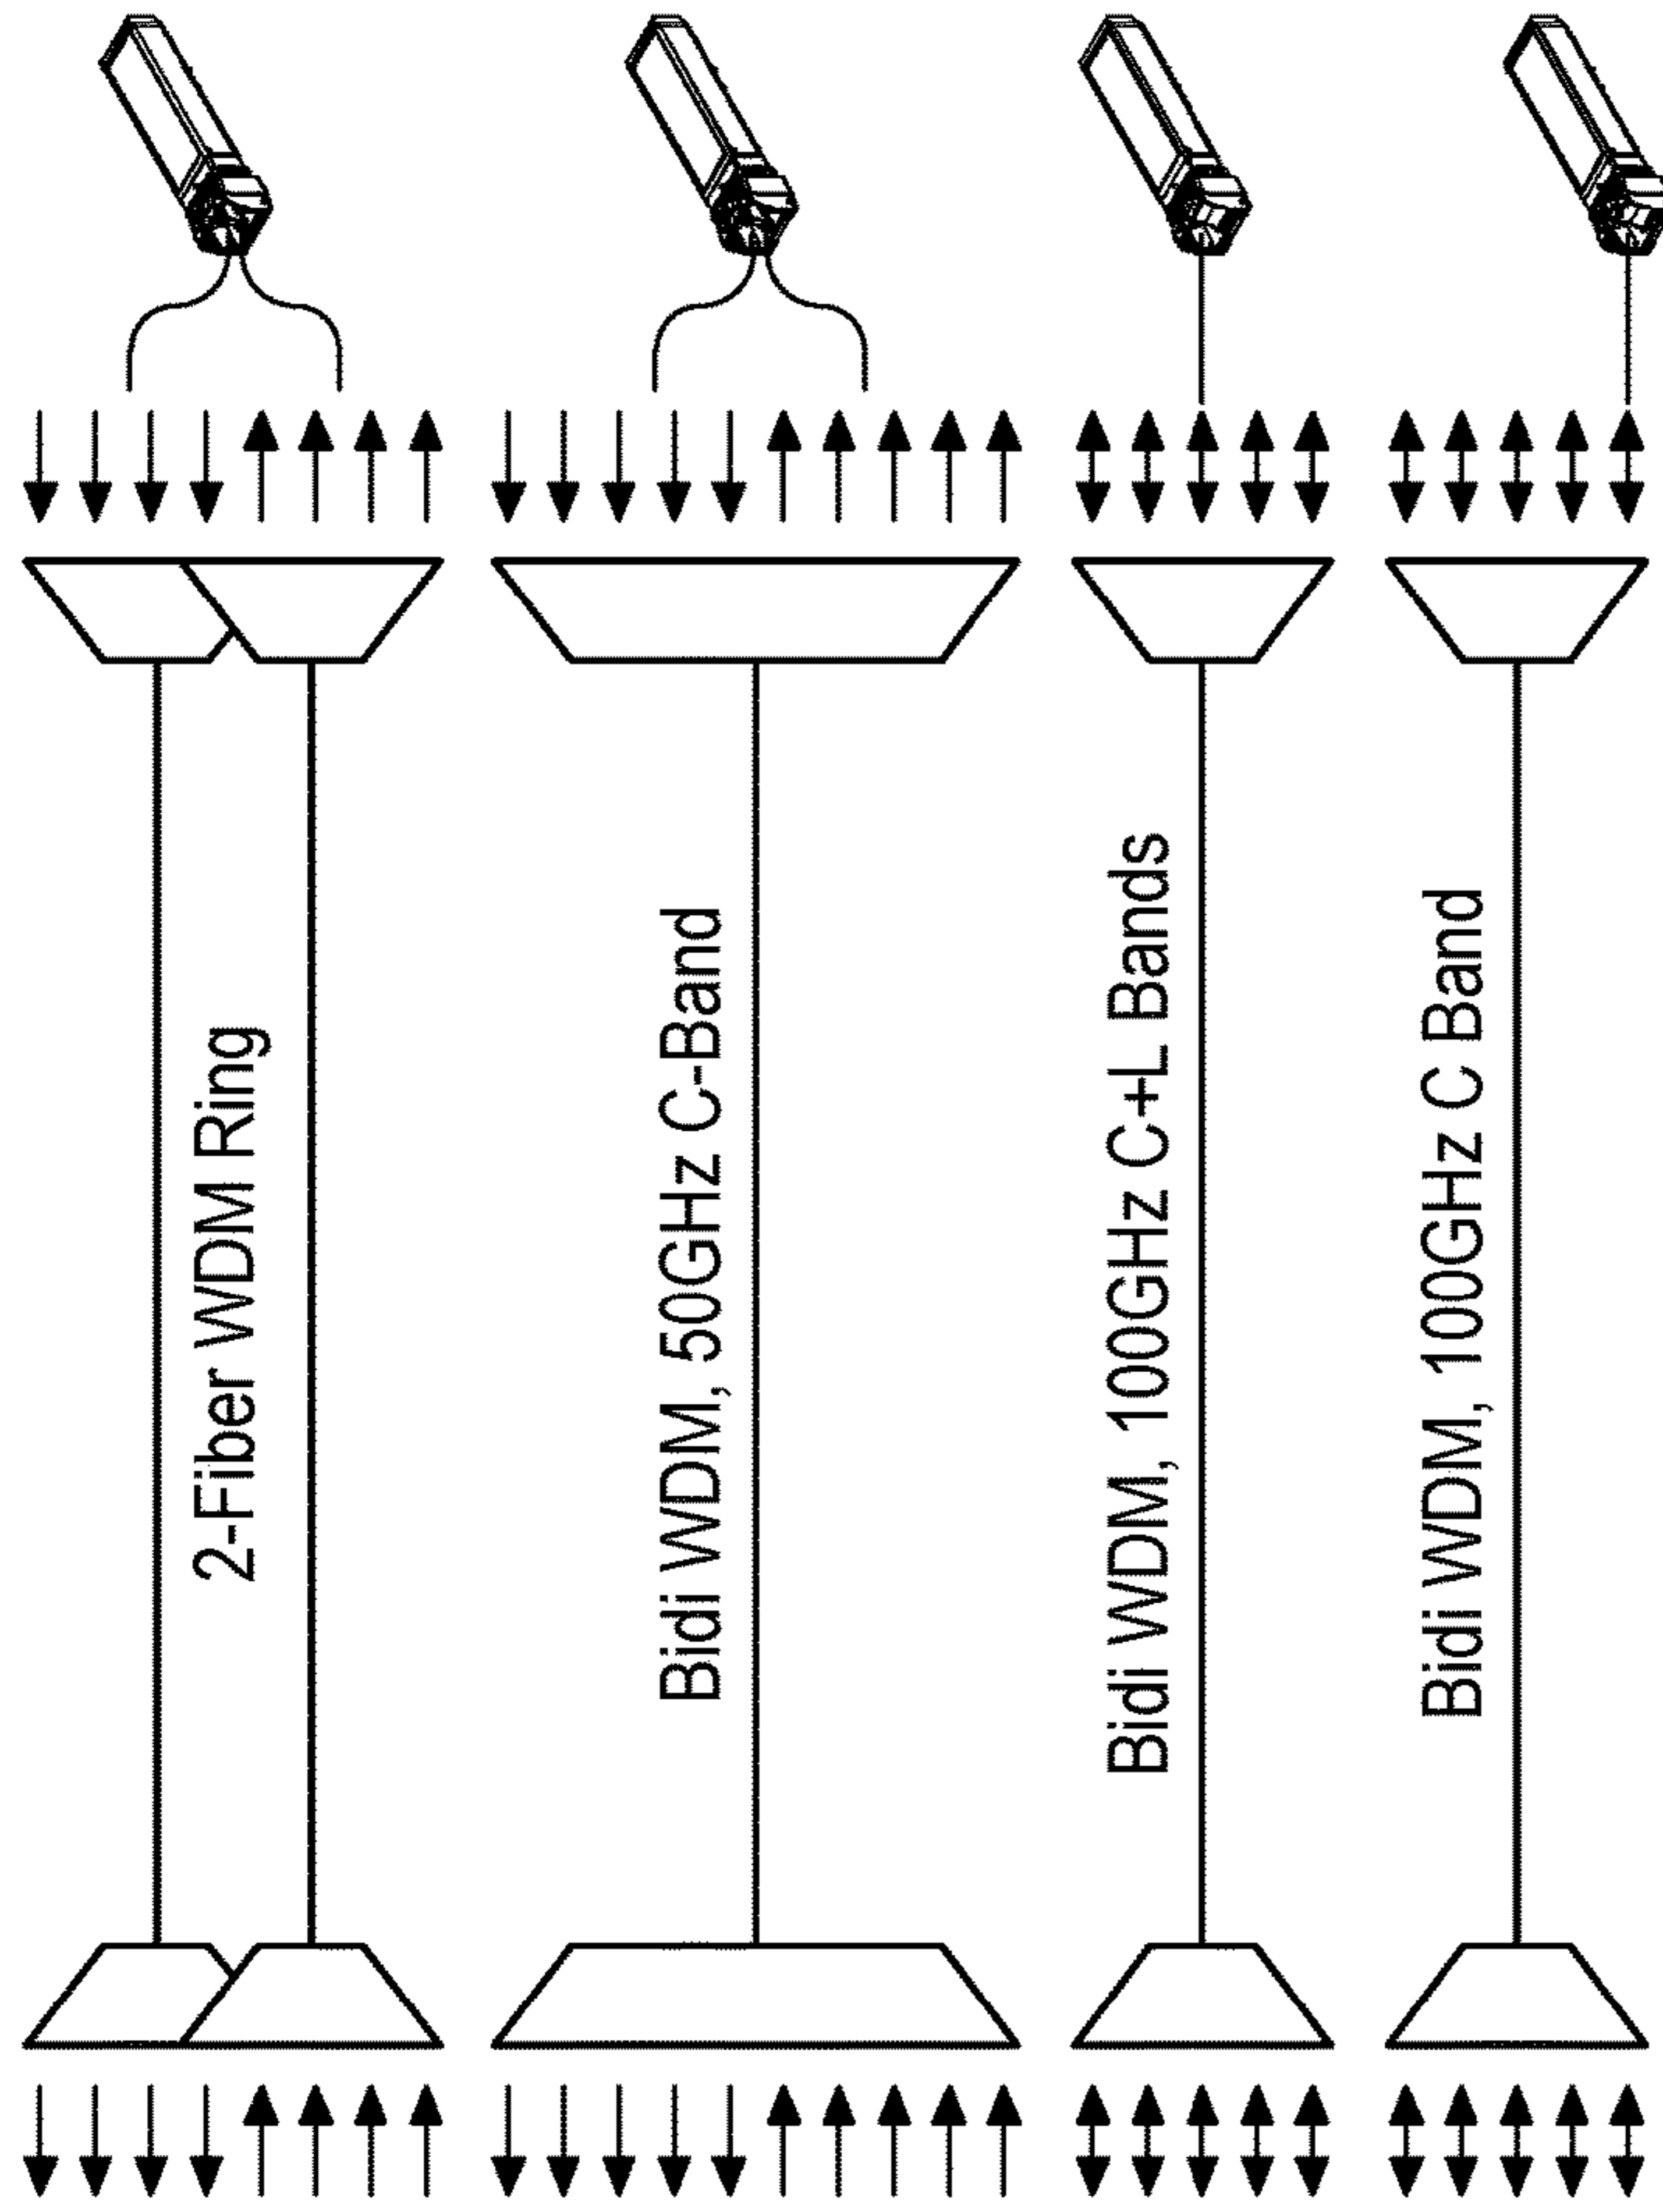 2-Fiber WDM Ring
Bidi WDM, 50GHz C-Band
Bidi WDM, 100GHz C+L Bands
Bidi WDM, 100GHz C Band